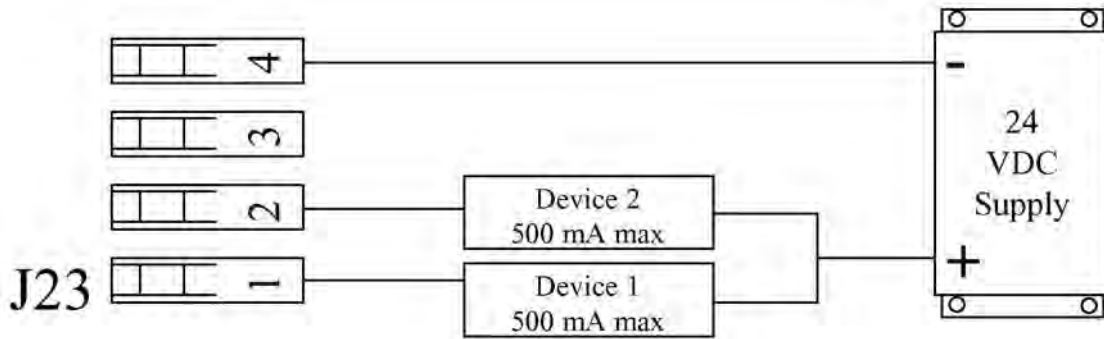 4
-
3
24
VDC
Supply
2
Device 2
500 mA max
+
J23
1
Device 1
500 mA max